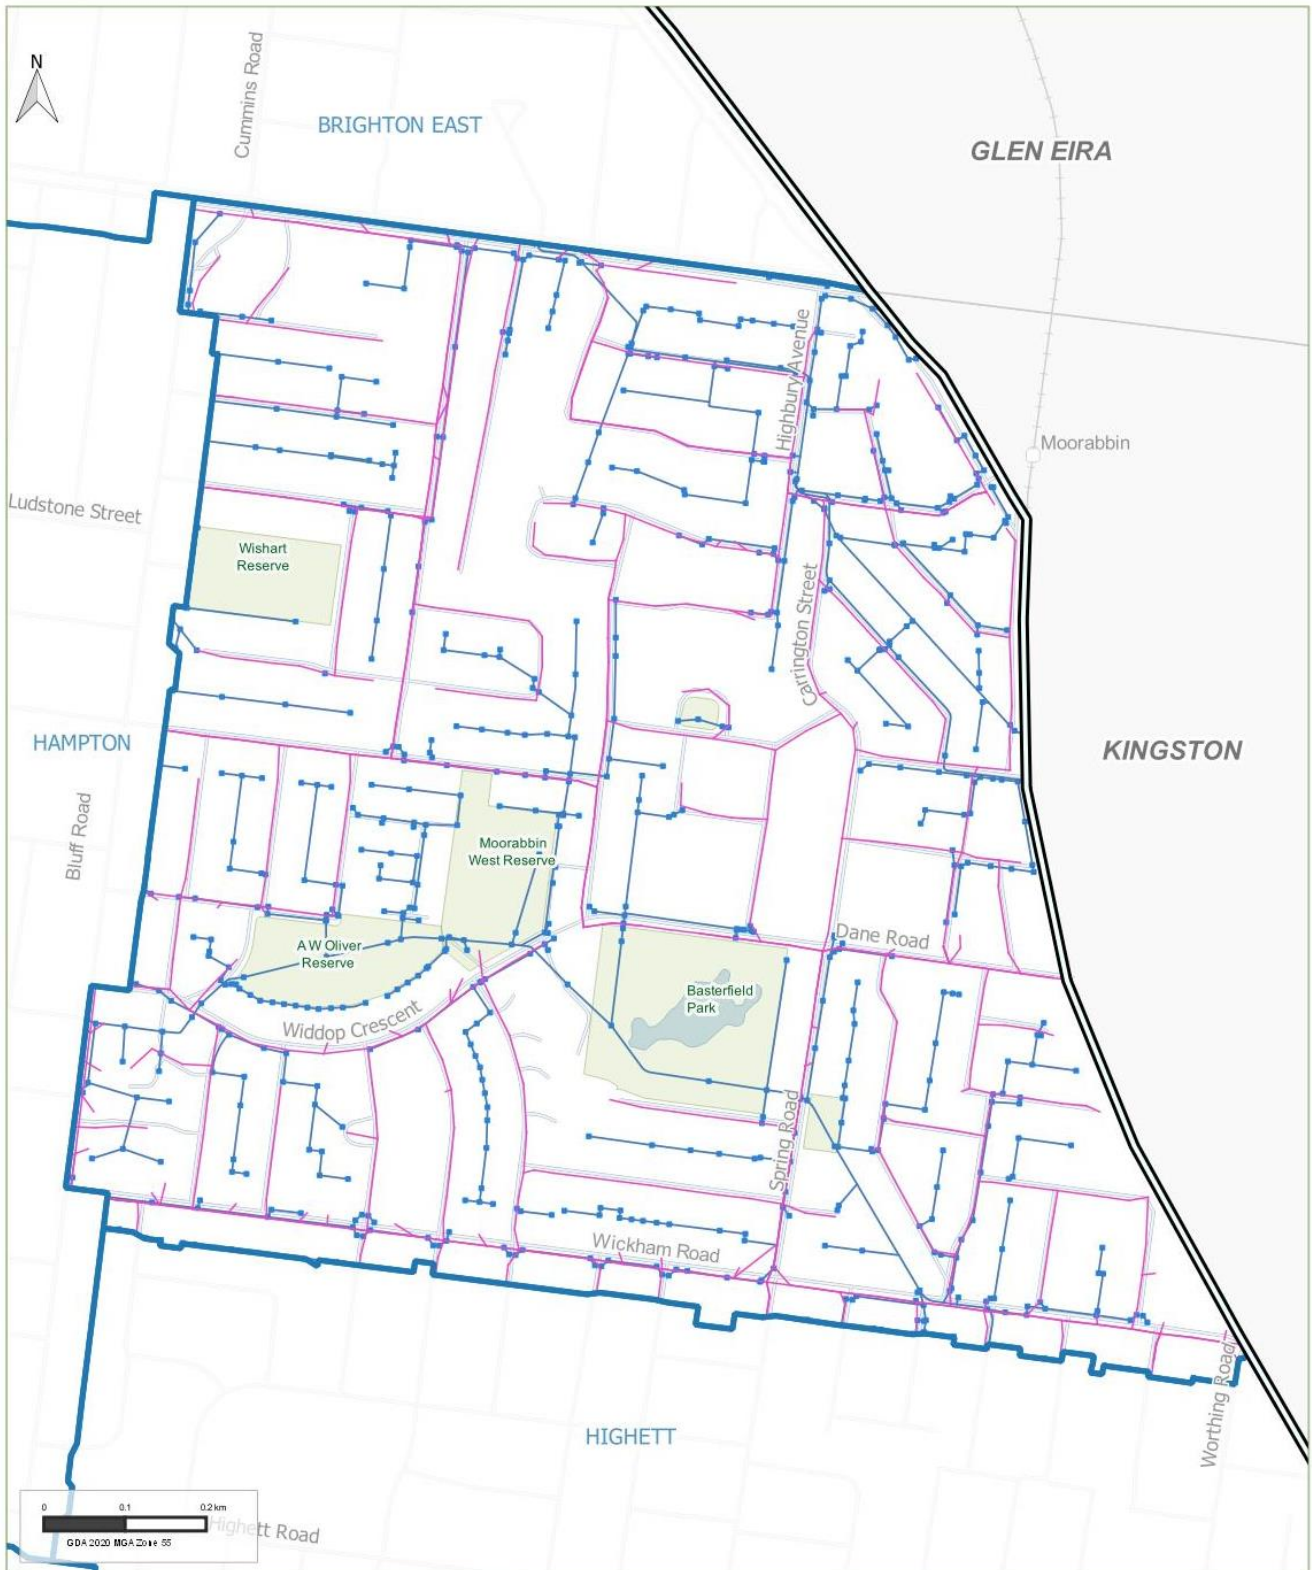 N
Cummins Road
BRIGHTON EAST
GLEN EIRA
Highbury Avenue
Moorabbin
Ludstone Street
Wishart
Reserve
Carrington Street
HAMPTON
KINGSTON
Bluff Road
Moorabbin
West Reserve
A W Oliver
Reserve
Dane Road
Basterfield
Park
Widdop Crescent
Spring Road
Wickham Road
Worthing Road
HIGHETT
0 0.1 0.2 km
GDA 2020 MGA Zone 55
Highett Road